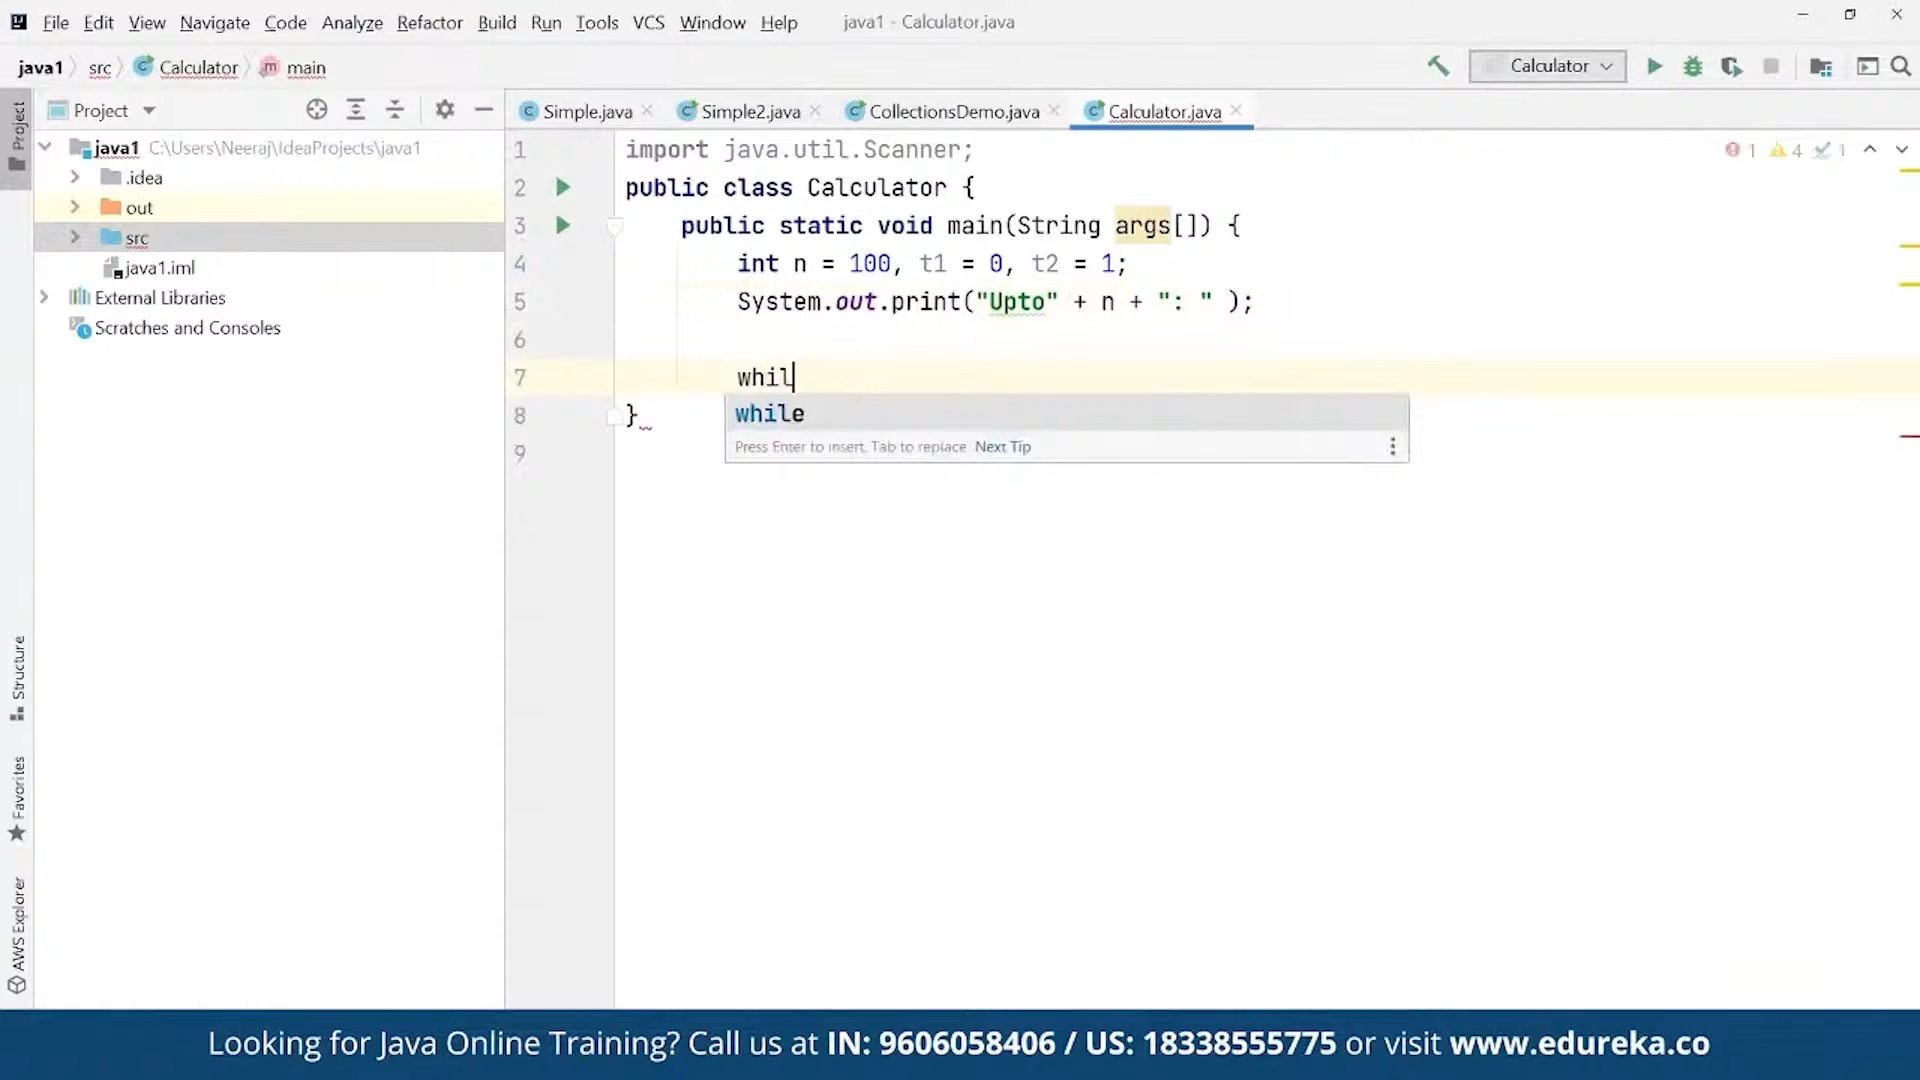 File Edit View Navigate Code Analyze Refactor Build Run Tools VCS Window Help java1 - Calculator.java
java1 src Calculator main
Calculator
Project
Project
Simple.java
Simple2.java
CollectionsDemo.java
Calculator.java
java1 C:\Users\Neeraj\IdeaProjects\java1
.idea
out
src
java1.iml
External Libraries
Scratches and Consoles
Structure
Favorites
AWS Explorer
1 import java.util.Scanner;
2 public class Calculator {
3 public static void main(String args[]) {
4 int n = 100, t1 = 0, t2 = 1;
5 System.out.print("Upto" + n + ": " );
6
7 whil
8 }
9
1 4 1
while
Press Enter to insert, Tab to replace Next Tip
Looking for Java Online Training? Call us at IN: 9606058406 / US: 18338555775 or visit www.edureka.co